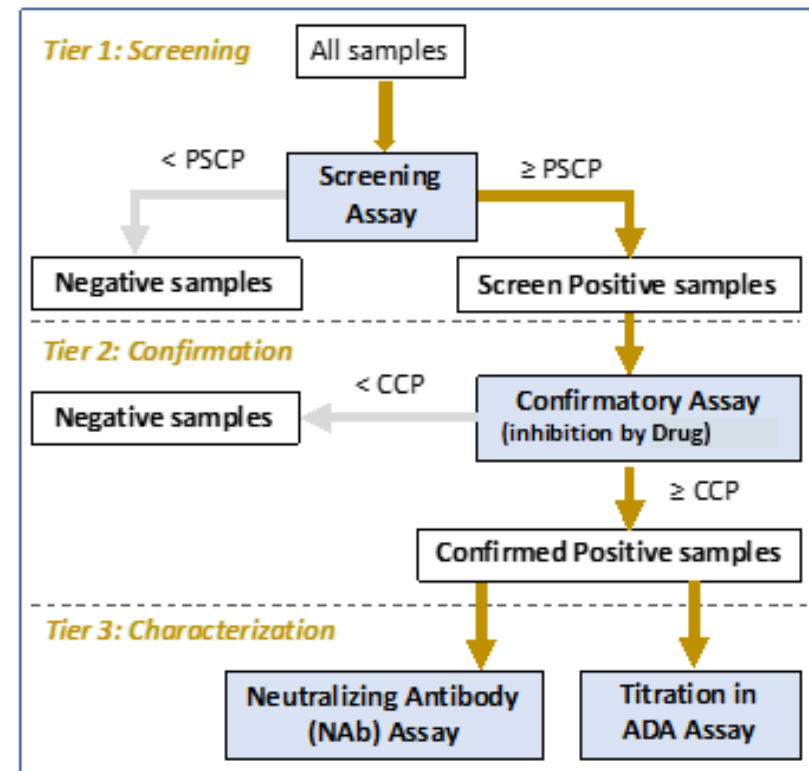 Tier 1: Screening
All samples
< PSCP
≥ PSCP
Screening
Assay
Negative samples
Screen Positive samples
Tier 2: Confirmation
< CCP
Negative samples
Confirmatory Assay
(inhibition by Drug)
≥ CCP
Confirmed Positive samples
Tier 3: Characterization
Neutralizing Antibody
(NAb) Assay
Titration in
ADA Assay